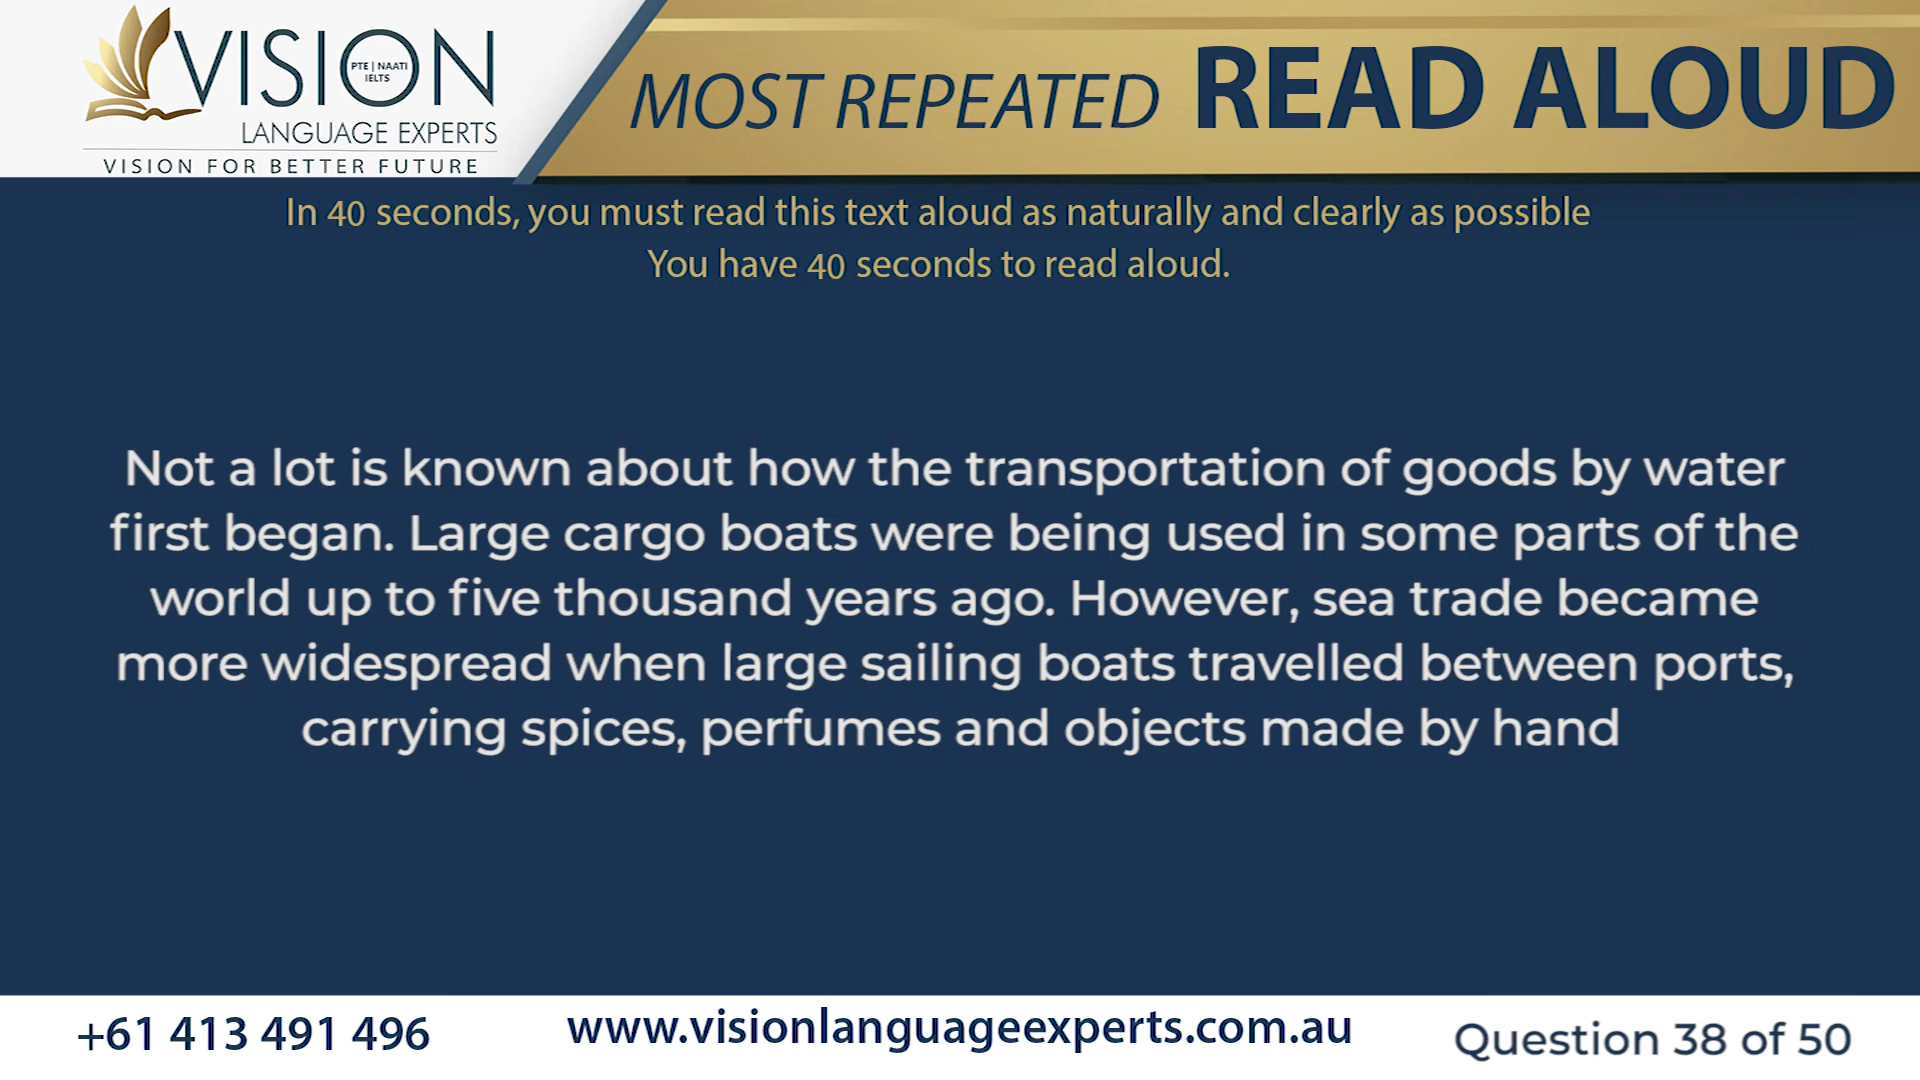 VISION
PTE | NAATI
IELTS
LANGUAGE EXPERTS
VISION FOR BETTER FUTURE
MOST REPEATED READ ALOUD
In 40 seconds, you must read this text aloud as naturally and clearly as possible
You have 40 seconds to read aloud.
Not a lot is known about how the transportation of goods by water
first began. Large cargo boats were being used in some parts of the
world up to five thousand years ago. However, sea trade became
more widespread when large sailing boats travelled between ports,
carrying spices, perfumes and objects made by hand
+61 413 491 496
www.visionlanguageexperts.com.au
Question 38 of 50